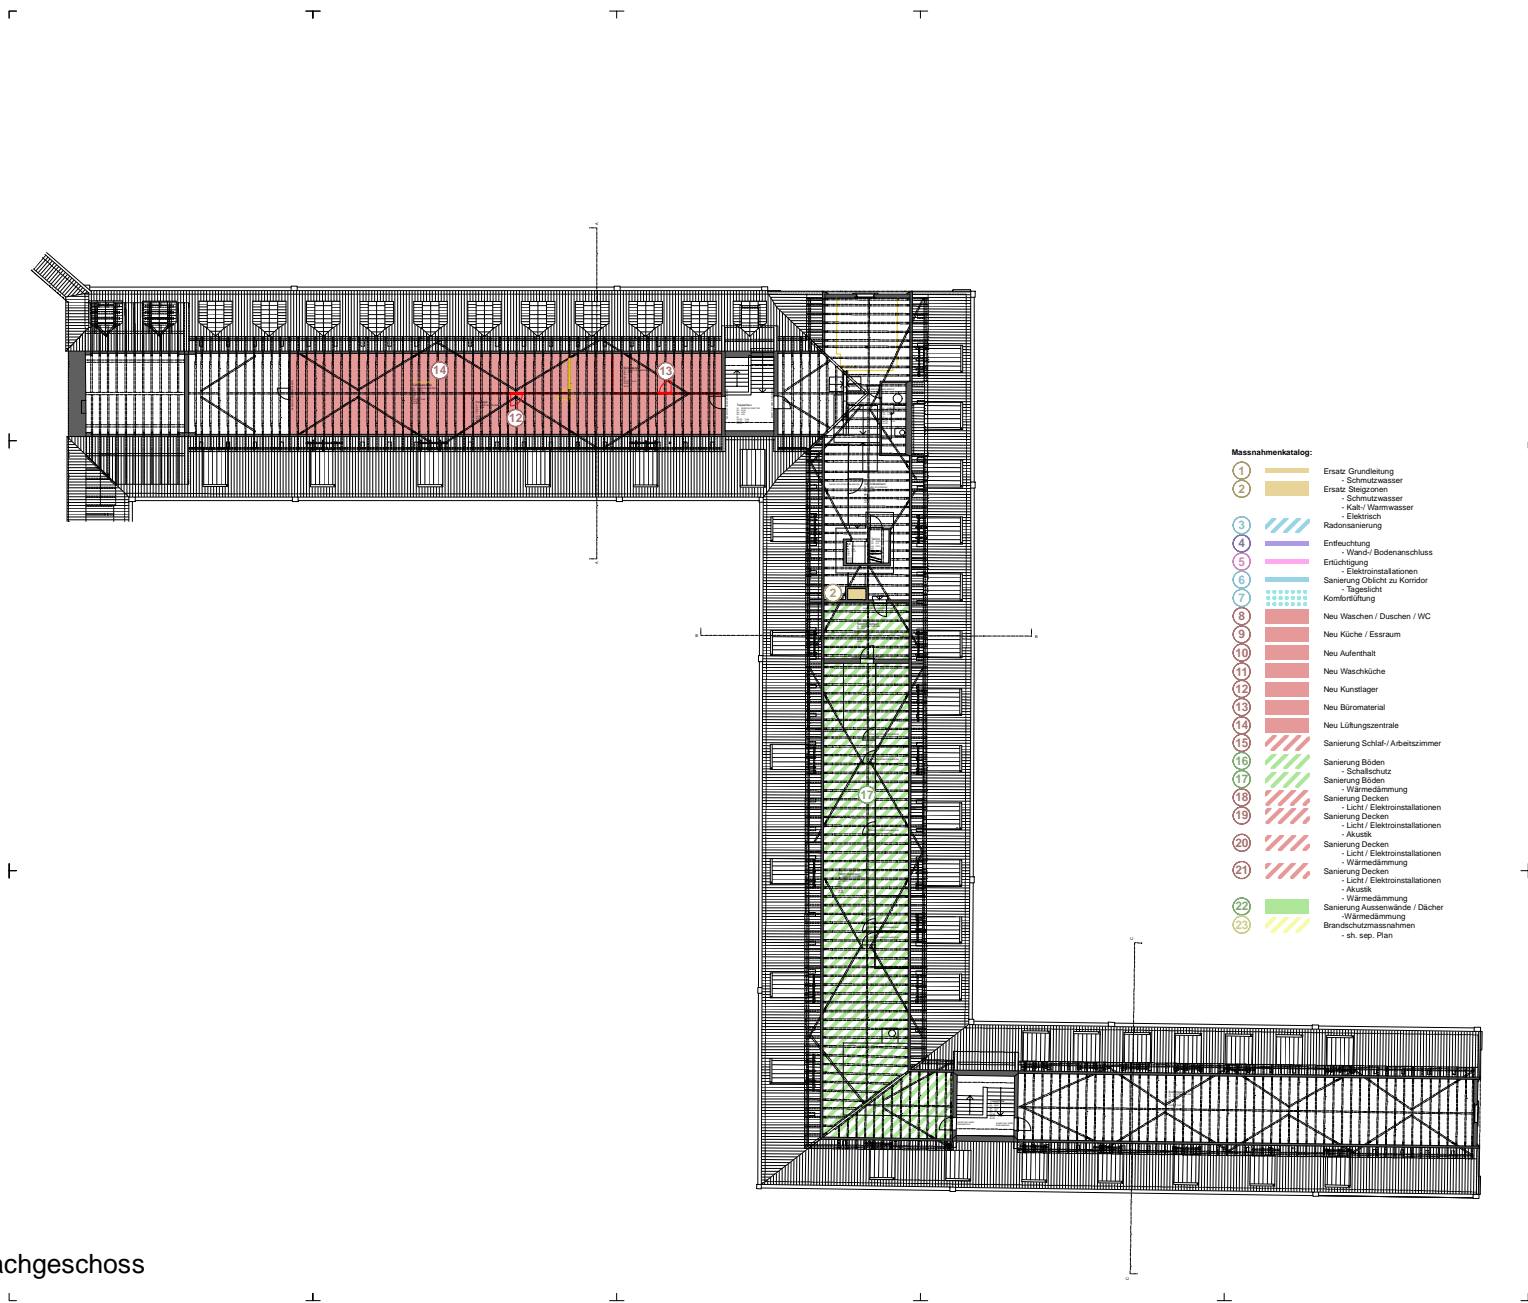 14
13
12
2
17
Massnahmenkatalog:
1 Ersatz Grundleitung
- Schmutzwasser
2 Ersatz Steigzonen
- Schmutzwasser
- Kalt-/ Warmwasser
- Elektrisch
3 Radonsanierung
4 Entfeuchtung
- Wand-/ Bodenanschluss
5 Ertüchtigung
- Elektroinstallationen
6 Sanierung Oblicht zu Korridor
- Tageslicht
7 Komfortlüftung
8 Neu Waschen / Duschen / WC
9 Neu Küche / Essraum
10 Neu Aufenthalt
11 Neu Waschküche
12 Neu Kunstlager
13 Neu Büromaterial
14 Neu Lüftungszentrale
15 Sanierung Schlaf-/ Arbeitszimmer
16 Sanierung Böden
- Schallschutz
17 Sanierung Böden
- Wärmedämmung
18 Sanierung Decken
- Licht / Elektroinstallationen
19 Sanierung Decken
- Licht / Elektroinstallationen
- Akustik
20 Sanierung Decken
- Licht / Elektroinstallationen
- Wärmedämmung
21 Sanierung Decken
- Licht / Elektroinstallationen
- Akustik
- Wärmedämmung
22 Sanierung Aussenwände / Dächer
-Wärmedämmung
23 Brandschutzmassnahmen
- sh. sep. Plan
achgeschoss